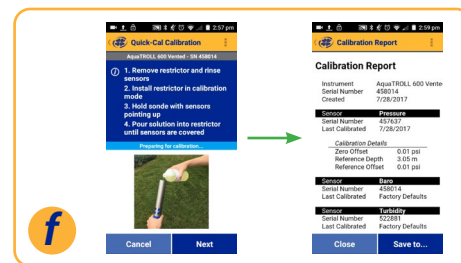 2:57 pm
Quick-Cal Calibration
AquaTROLL 600 Vented - SN 458014
1. Remove restrictor and rinse
sensors
2. Install restrictor in calibration
mode
3. Hold sonde with sensors
pointing up
4. Pour solution into restrictor
until sensors are covered
Preparing for calibration...
Cancel Next
2:59 pm
Calibration Report
Calibration Report
Instrument AquaTROLL 600 Vente
Serial Number 458014
Created 7/28/2017
Sensor Pressure
Serial Number 457637
Last Calibrated 7/28/2017
Calibration Details
Zero Offset 0.01 psi
Reference Depth 3.05 m
Reference Offset 0.01 psi
Sensor Baro
Serial Number 458014
Last Calibrated Factory Defaults
Sensor Turbidity
Serial Number 522881
Last Calibrated Factory Defaults
Close Save to...
f